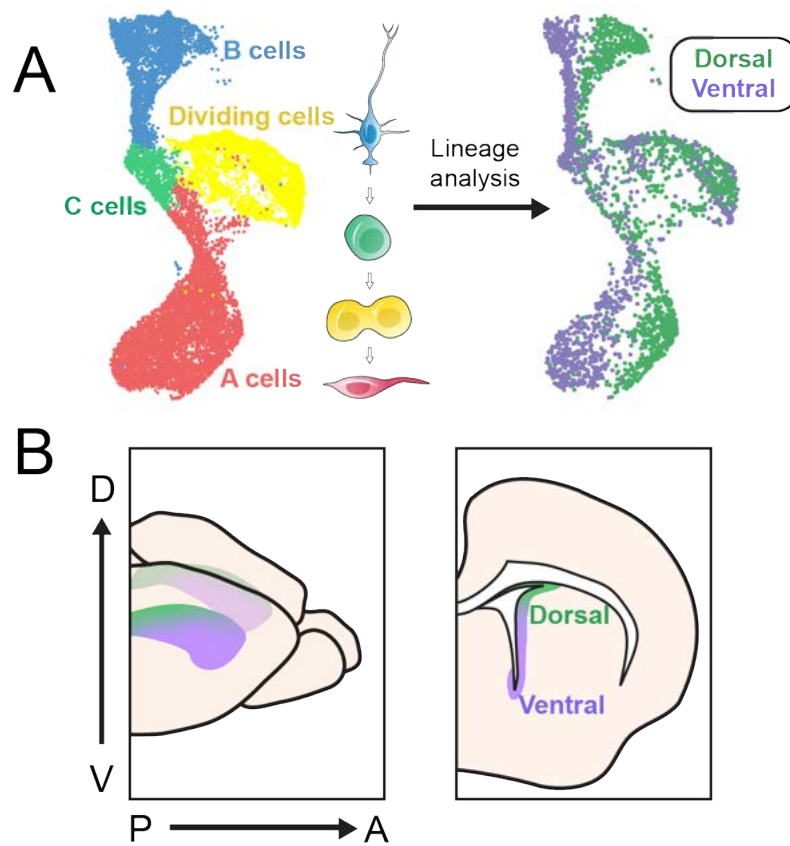 A
B cells
Dividing cells
C cells
A cells
Lineage
analysis
Dorsal
Ventral
B
D
V
P
A
Dorsal
Ventral